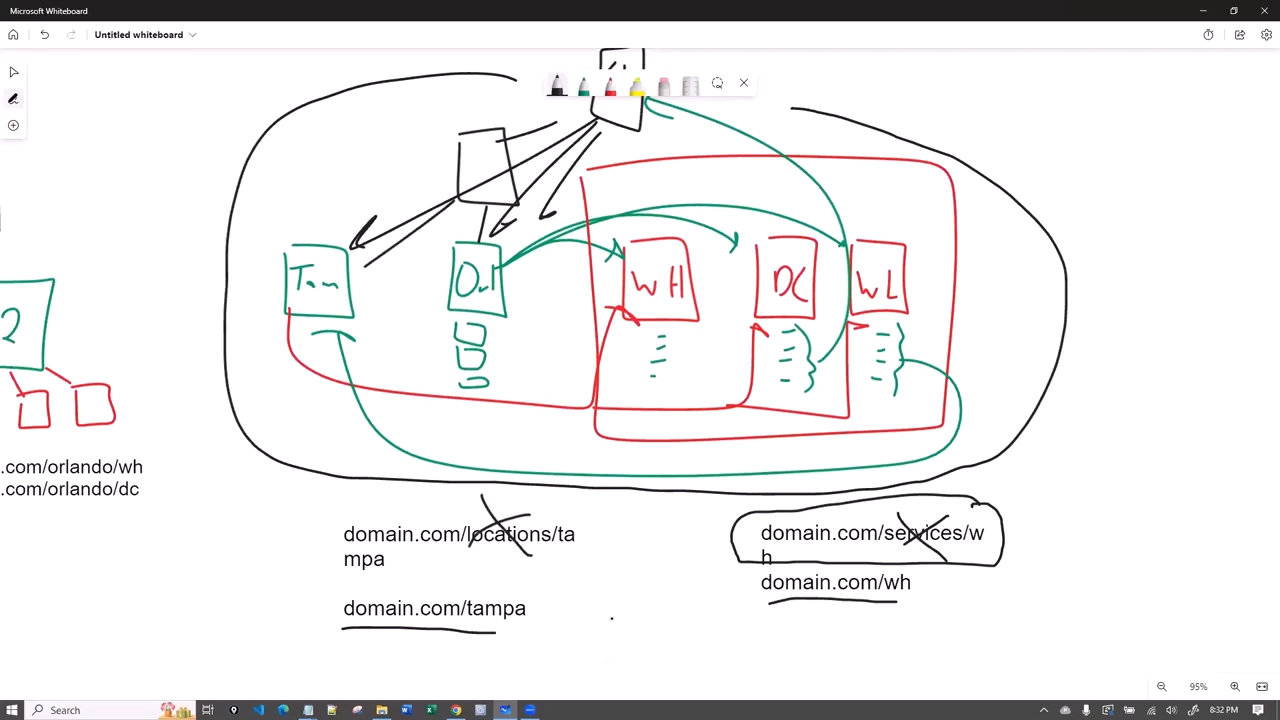 Microsoft Whiteboard
Untitled whiteboard
Tam
Orl
WH
DC
WL
2
.com/orlando/wh
.com/orlando/dc
domain.com/locations/ta
mpa
domain.com/tampa
domain.com/services/w
h
domain.com/wh
95%
Search
8:32 PM